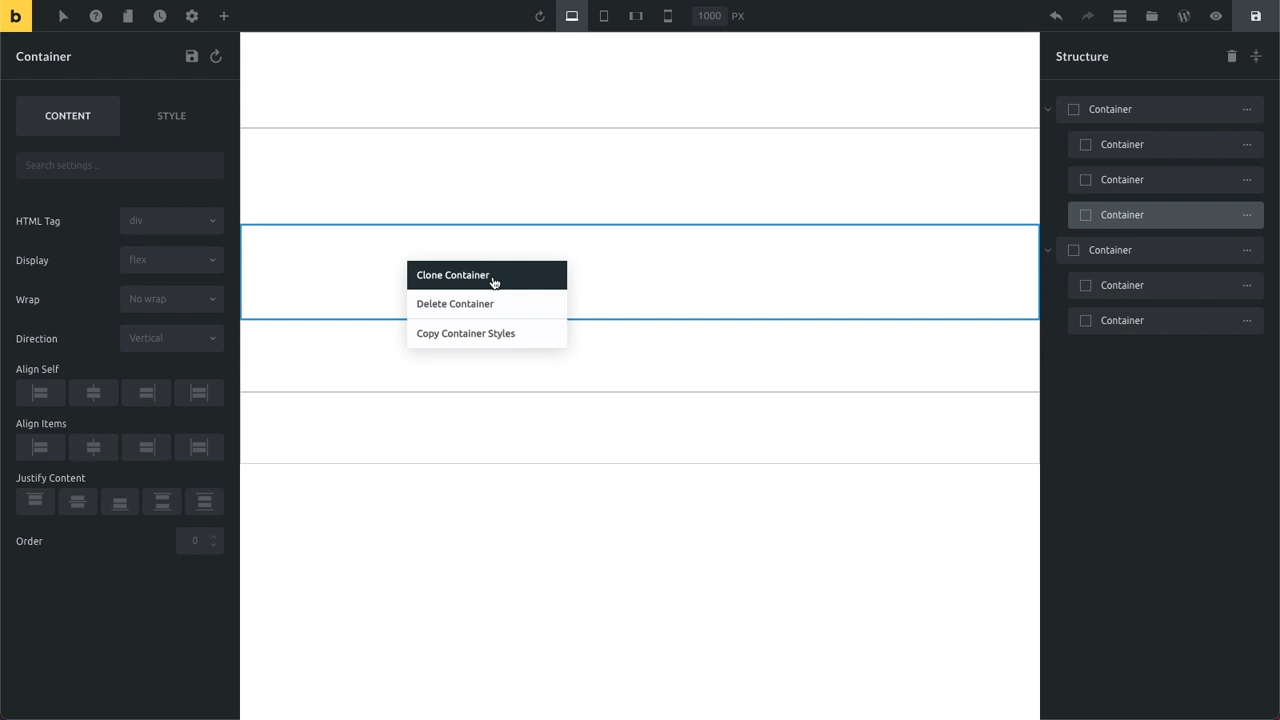 b
1000 PX
Container
CONTENT STYLE
Search settings ..
HTML Tag div
Display flex
Wrap No wrap
Direction Vertical
Align Self
Align Items
Justify Content
Order 0
Clone Container
Delete Container
Copy Container Styles
Structure
Container
Container
Container
Container
Container
Container
Container